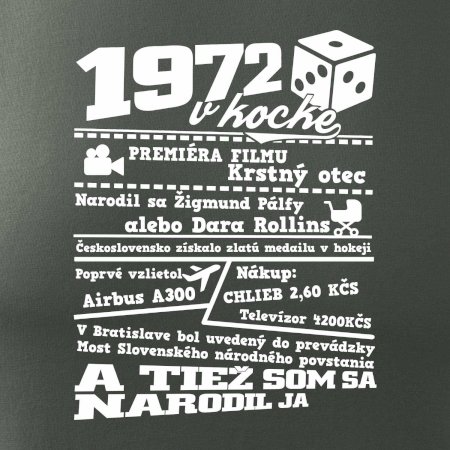 1972
v kocke
PREMIÉRA FILMU
Krstný otec
Narodil sa Žigmund Pálfy
alebo Dara Rollins
Československo získalo zlatú medailu v hokeji
Poprvé vzlietol
Airbus A300
Nákup:
CHLIEB 2,60 KČS
Televízor 4200KČS
V Bratislave bol uvedený do prevádzky
Most Slovenského národného povstania
A TIEŽ SOM SA
NARODIL JA